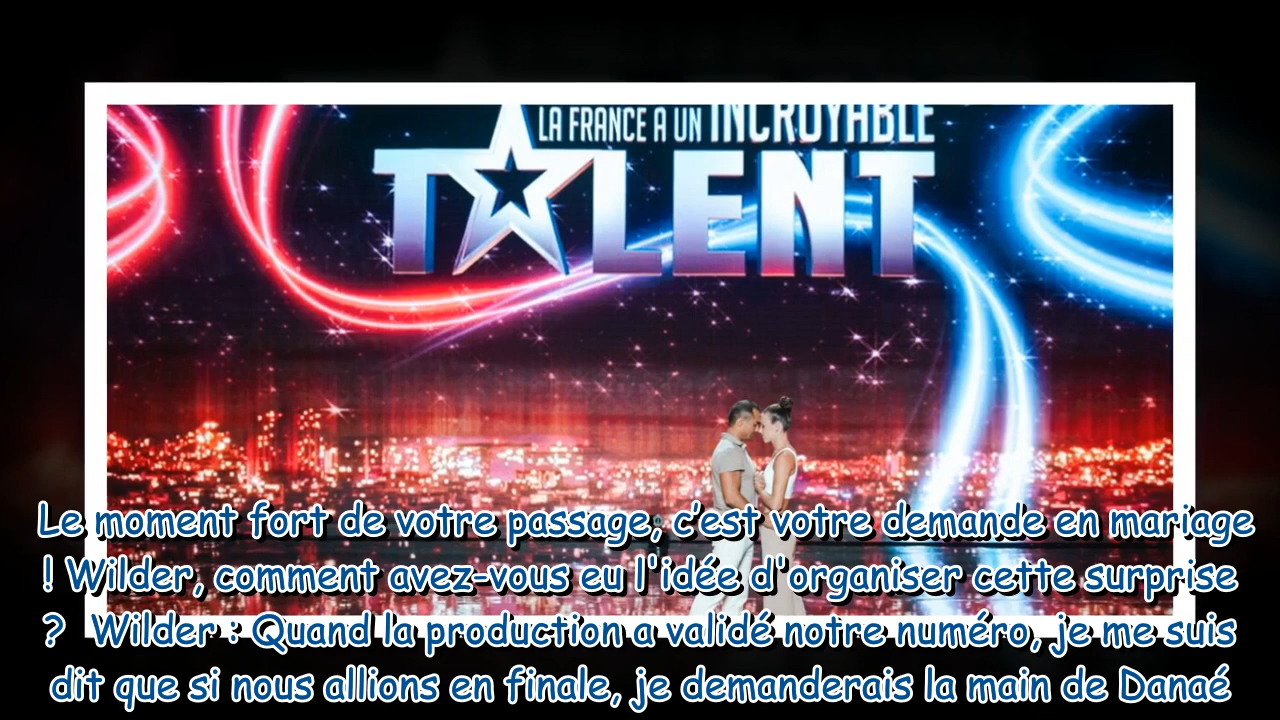 LA FRANCE A UN INCROYABLE
TALENT
Le moment fort de votre passage, c'est votre demande en mariage
! Wilder, comment avez-vous eu l'idée d'organiser cette surprise
? Wilder : Quand la production a validé notre numéro, je me suis
dit que si nous allions en finale, je demanderais la main de Danaé